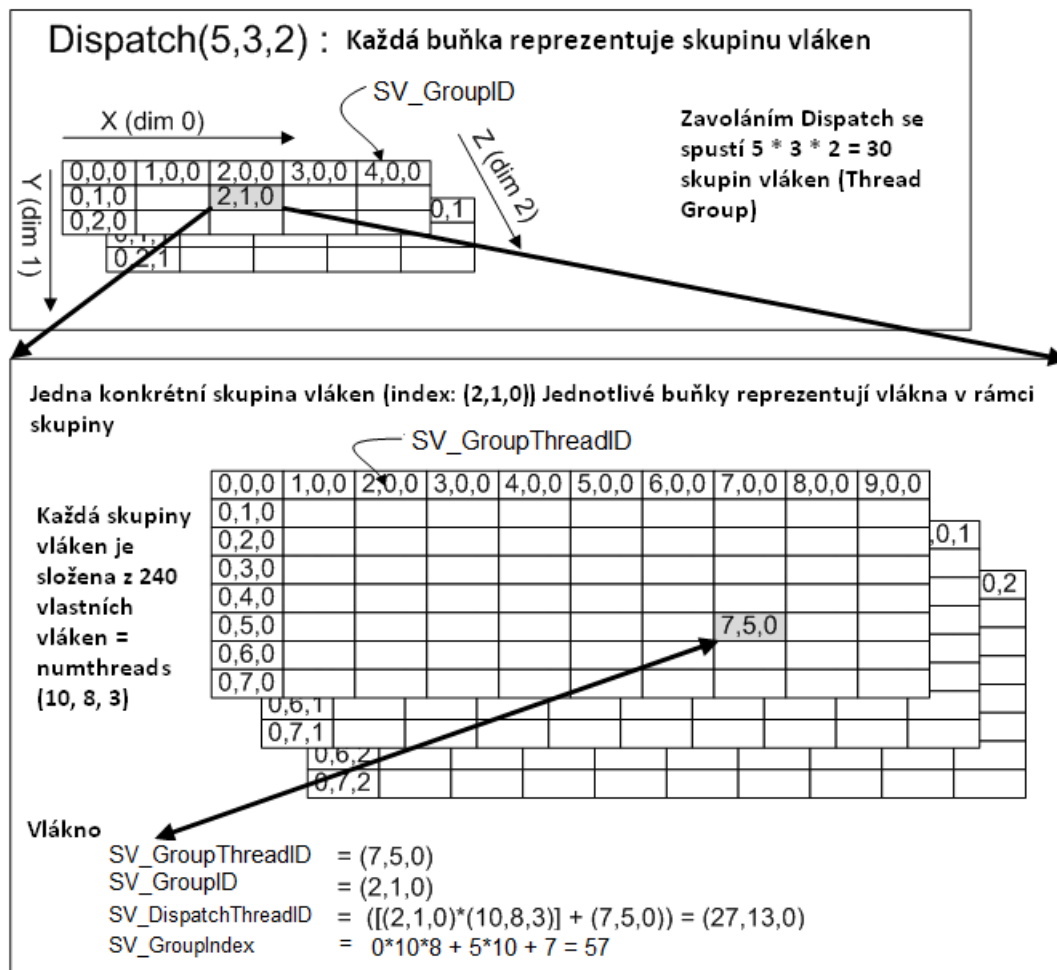 Dispatch(5,3,2) : Každá buňka reprezentuje skupinu vláken
SV_GroupID
X (dim 0)
Y (dim 1)
Z (dim 2)
Zavoláním Dispatch se
spustí 5 * 3 * 2 = 30
skupin vláken (Thread
Group)
0,0,0 1,0,0 2,0,0 3,0,0 4,0,0
0,1,0 2,1,0
0,2,0
0,1
0,2,1
Jedna konkrétní skupina vláken (index: (2,1,0)) Jednotlivé buňky reprezentují vlákna v rámci
skupiny
SV_GroupThreadID
0,0,0 1,0,0 2,0,0 3,0,0 4,0,0 5,0,0 6,0,0 7,0,0 8,0,0 9,0,0
0,1,0
0,2,0
0,3,0
0,4,0
0,5,0 7,5,0
0,6,0
0,7,0
,0,1
0,2
0,6,1
0,7,1
0,6,2
0,7,2
Každá skupiny
vláken je
složena z 240
vlastních
vláken =
numthreads
(10, 8, 3)
Vlákno
SV_GroupThreadID = (7,5,0)
SV_GroupID = (2,1,0)
SV_DispatchThreadID = ([(2,1,0)*(10,8,3)] + (7,5,0)) = (27,13,0)
SV_GroupIndex = 0*10*8 + 5*10 + 7 = 57